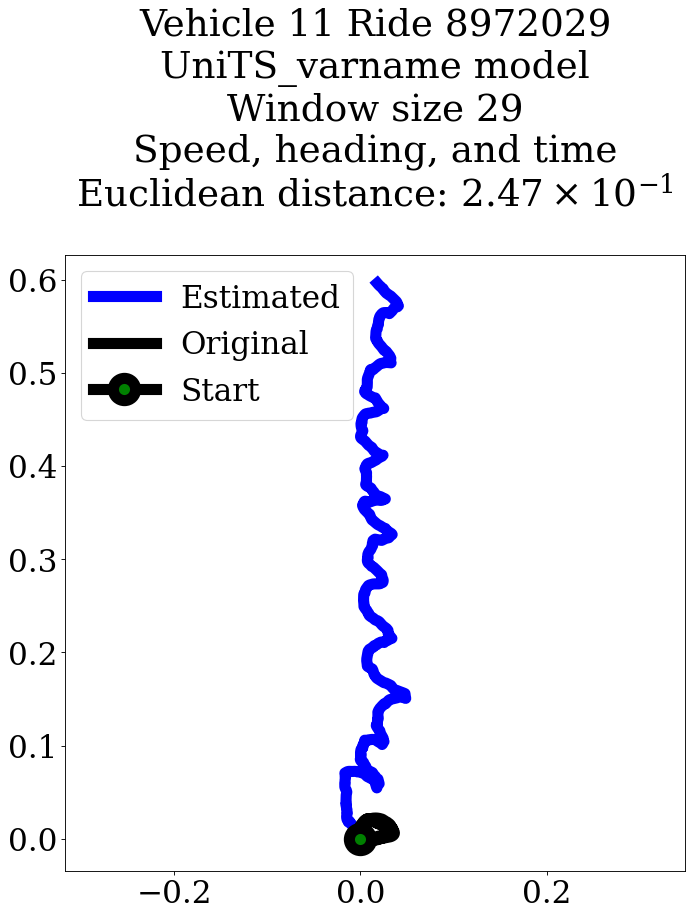 Vehicle 11 Ride 8972029
UniTS_varname model
Window size 29
Speed, heading, and time
Euclidean distance: 2.47 × 10⁻¹
Estimated
Original
Start
0.6
0.5
0.4
0.3
0.2
0.1
0.0
−0.2 0.0 0.2